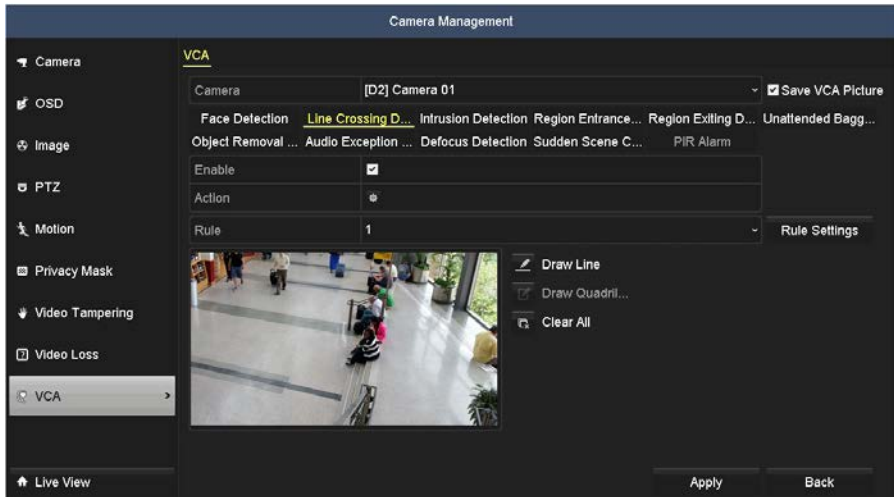 Camera Management
Camera
OSD
Image
PTZ
Motion
Privacy Mask
Video Tampering
Video Loss
VCA
Live View
VCA
Camera [D2] Camera 01 Save VCA Picture
Face Detection Line Crossing D... Intrusion Detection Region Entrance... Region Exiting D... Unattended Bagg...
Object Removal ... Audio Exception ... Defocus Detection Sudden Scene C... PIR Alarm
Enable
Action
Rule 1 Rule Settings
Draw Line
Draw Quadril...
Clear All
Apply Back